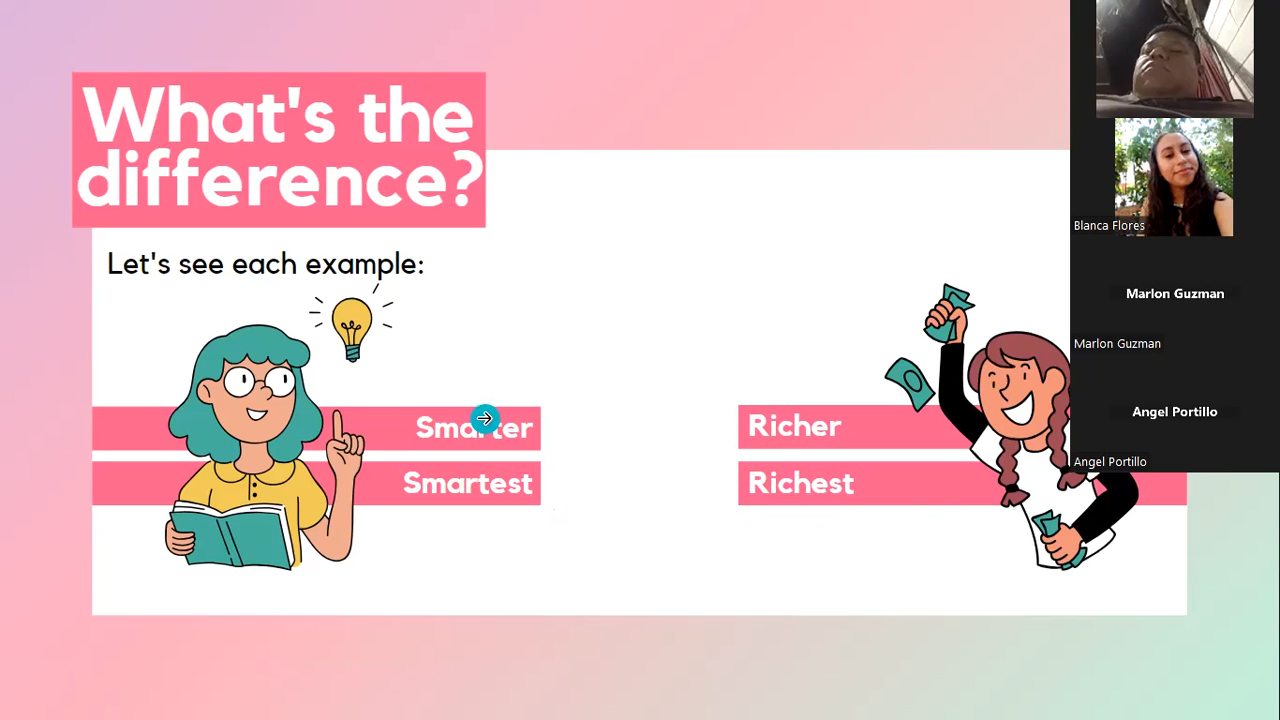 What's the
difference?
Let's see each example:
Smarter
Smartest
Richer
Richest
Blanca Flores
Marlon Guzman
Marlon Guzman
Angel Portillo
Angel Portillo